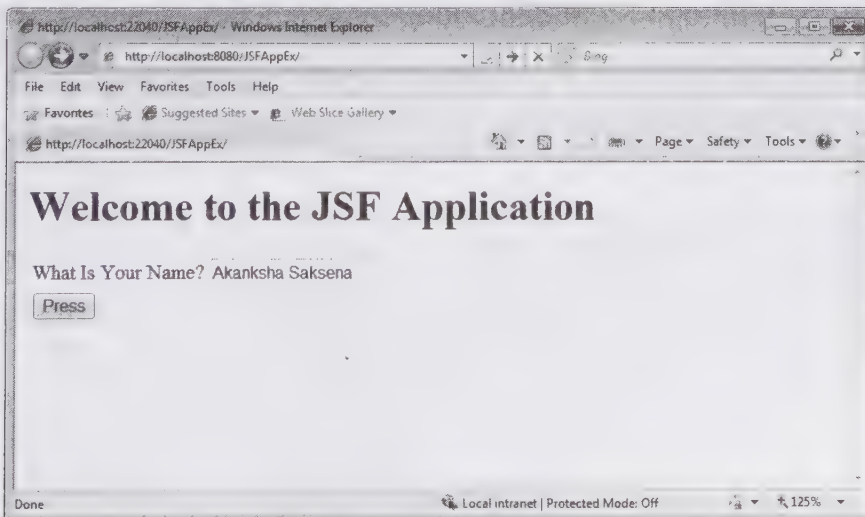 http://localhost:22040/JSFAppEx/ - Windows Internet Explorer
http://localhost:8080/JSFAppEx/
Bing
File Edit View Favorites Tools Help
Favorites Suggested Sites Web Slice Gallery
http://localhost:22040/JSFAppEx/ Page Safety Tools
Welcome to the JSF Application
What Is Your Name? Akanksha Saksena
Press
Done Local intranet | Protected Mode: Off 125%